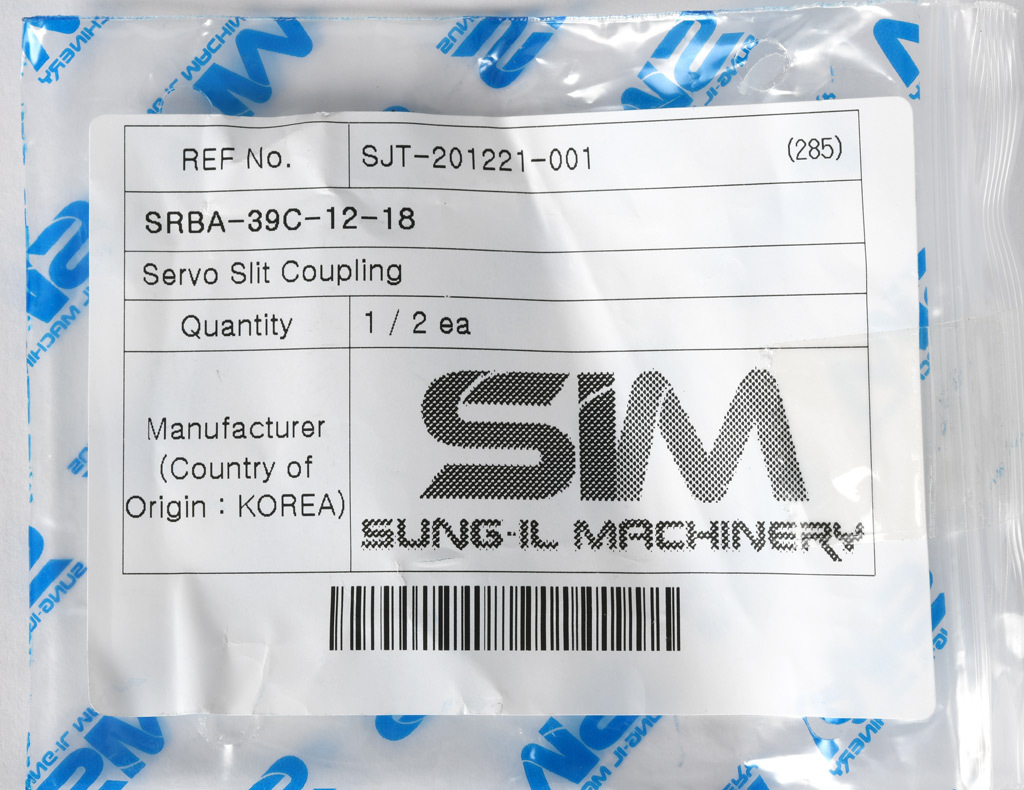 REF No. SJT-201221-001 (285)
SRBA-39C-12-18
Servo Slit Coupling
Quantity 1 / 2 ea
Manufacturer
(Country of
Origin : KOREA)
SIM
SUNG-IL MACHINERY